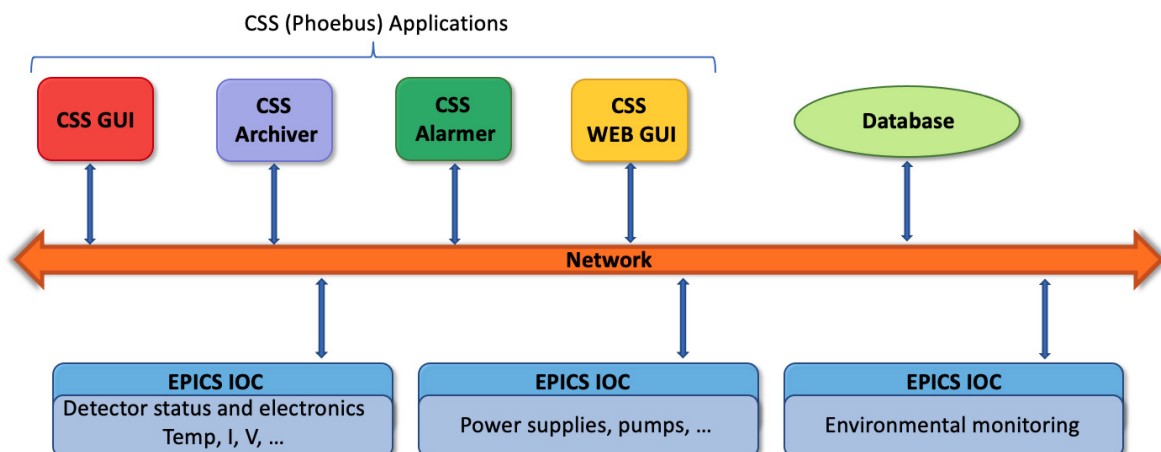 CSS (Phoebus) Applications
CSS GUI
CSS
Archiver
CSS
Alarmer
CSS
WEB GUI
Database
Network
EPICS IOC
Detector status and electronics
Temp, I, V, ...
EPICS IOC
Power supplies, pumps, ...
EPICS IOC
Environmental monitoring